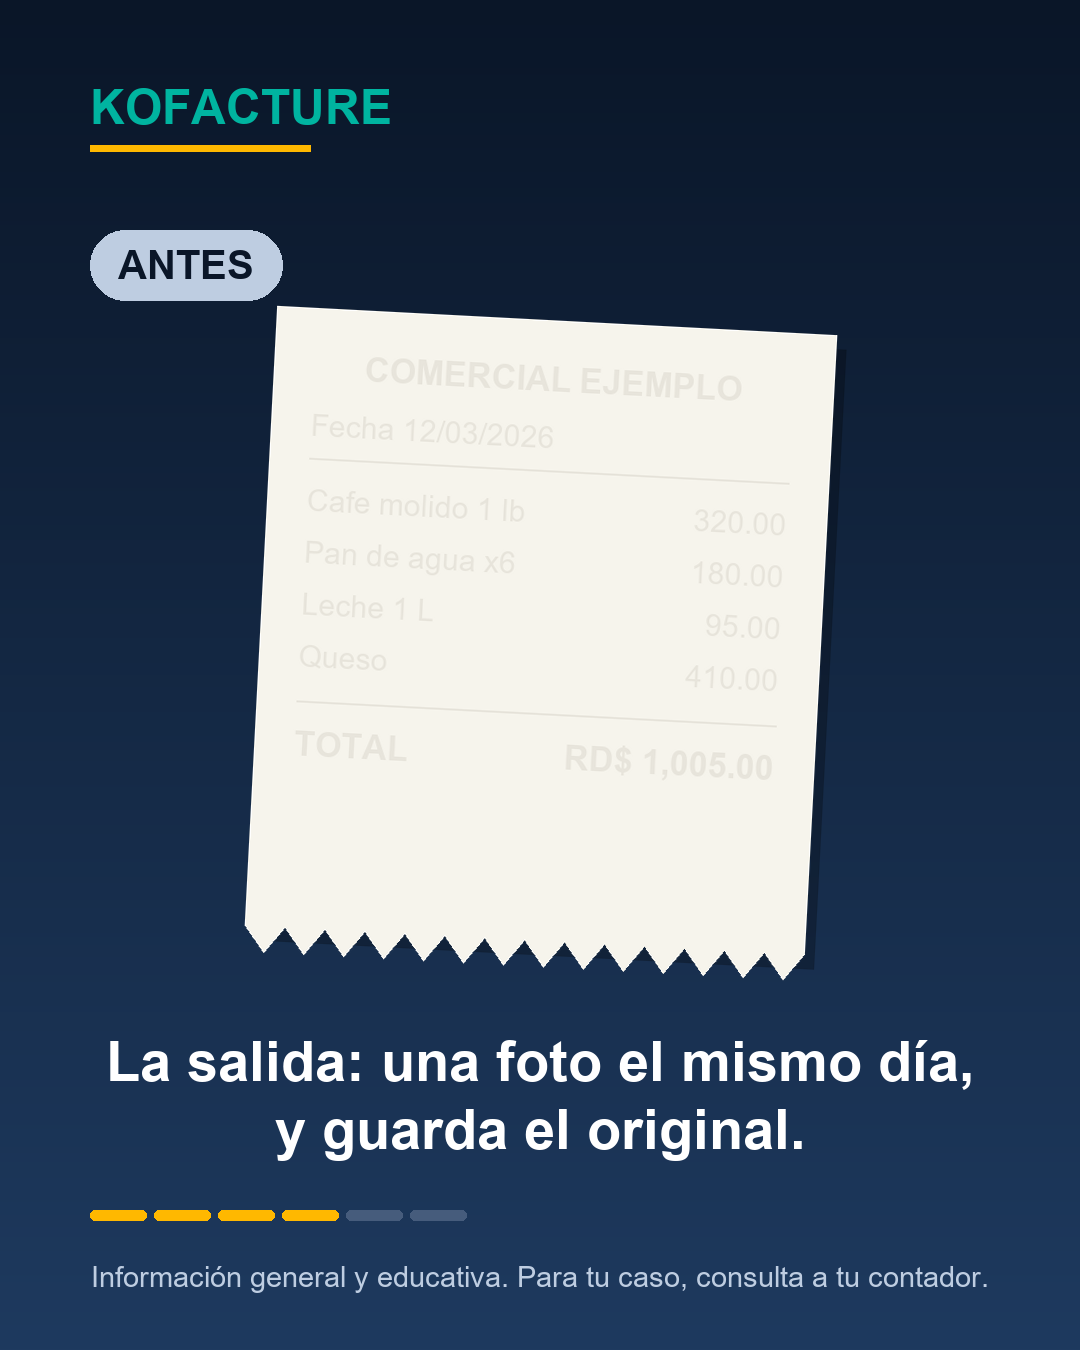 KOFACTURE
ANTES
COMERCIAL EJEMPLO
Fecha 12/03/2026
Cafe molido 1 lb 320.00
Pan de agua x6 180.00
Leche 1 L 95.00
Queso 410.00
TOTAL RD$ 1,005.00
La salida: una foto el mismo día,
y guarda el original.
Información general y educativa. Para tu caso, consulta a tu contador.